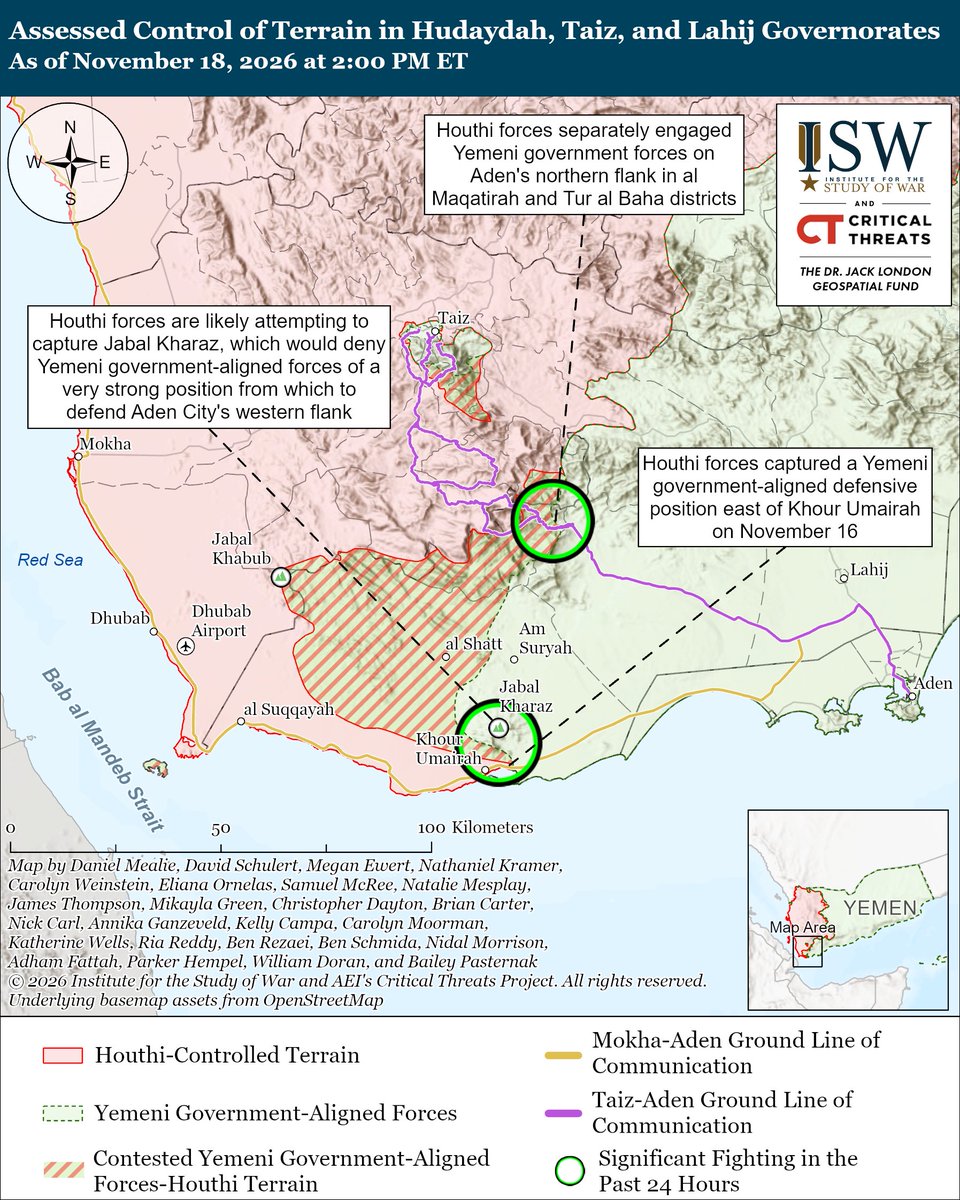 Assessed Control of Terrain in Hudaydah, Taiz, and Lahij Governorates
As of November 18, 2026 at 2:00 PM ET
N
W
E
S
Houthi forces separately engaged
Yemeni government forces on
Aden's northern flank in al
Maqatirah and Tur al Baha districts
ISW
INSTITUTE FOR THE
STUDY OF WAR
AND
CT CRITICAL
THREATS
THE DR. JACK LONDON
GEOSPATIAL FUND
Houthi forces are likely attempting to
capture Jabal Kharaz, which would deny
Yemeni government-aligned forces of a
very strong position from which to
defend Aden City's western flank
Taiz
Mokha
Houthi forces captured a Yemeni
government-aligned defensive
position east of Khour Umairah
on November 16
Red Sea
Jabal
Khabub
Lahij
Dhubab
Dhubab
Airport
al Shatt
Am
Suryah
Aden
Jabal
Kharaz
al Suqqayah
Khour
Umairah
Bab al Mandeb Strait
0
50
100 Kilometers
Map by Daniel Mealie, David Schulert, Megan Ewert, Nathaniel Kramer,
Carolyn Weinstein, Eliana Ornelas, Samuel McRee, Natalie Mesplay,
James Thompson, Mikayla Green, Christopher Dayton, Brian Carter,
Nick Carl, Annika Ganzeveld, Kelly Campa, Carolyn Moorman,
Katherine Wells, Ria Reddy, Ben Rezaei, Ben Schmida, Nidal Morrison,
Adham Fattah, Parker Hempel, William Doran, and Bailey Pasternak
© 2026 Institute for the Study of War and AEI's Critical Threats Project. All rights reserved.
Underlying basemap assets from OpenStreetMap
YEMEN
Map Area
Houthi-Controlled Terrain
Yemeni Government-Aligned Forces
Contested Yemeni Government-Aligned
Forces-Houthi Terrain
Mokha-Aden Ground Line of
Communication
Taiz-Aden Ground Line of
Communication
Significant Fighting in the
Past 24 Hours